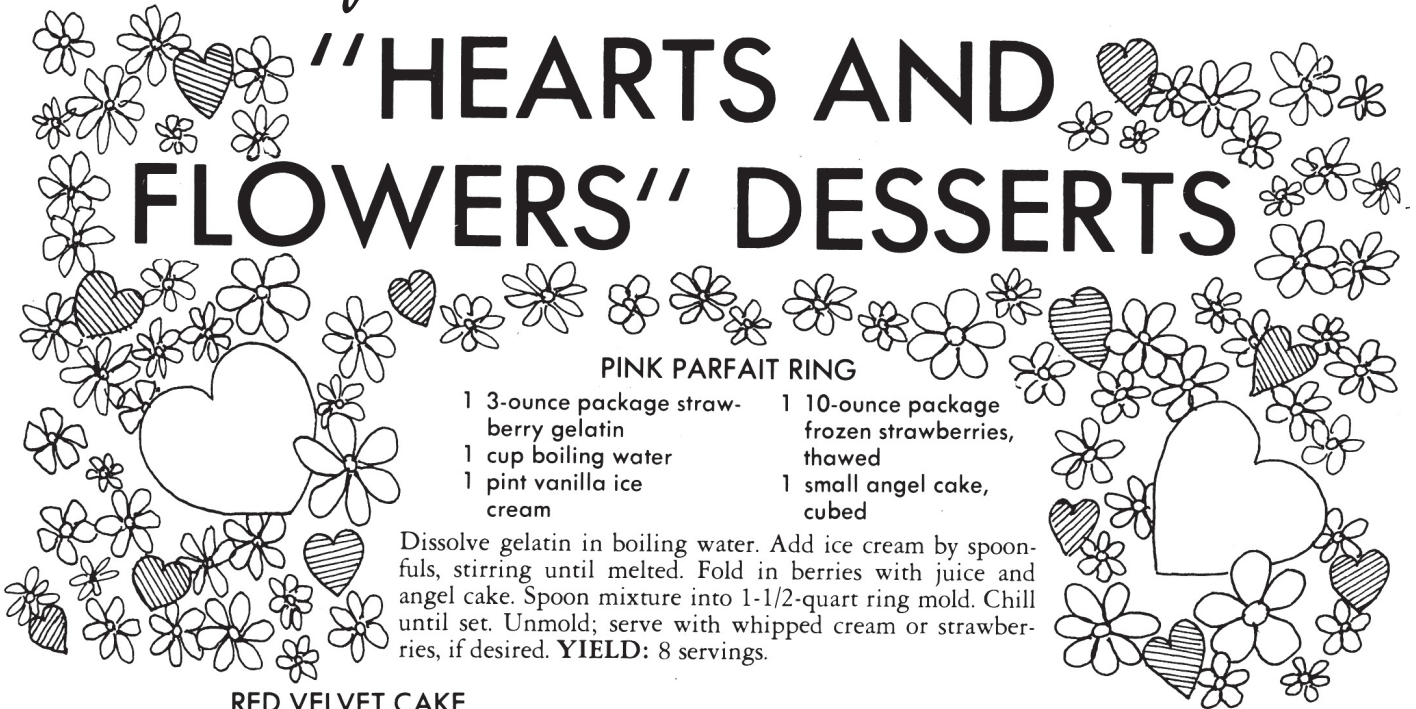 "HEARTS AND
FLOWERS" DESSERTS
PINK PARFAIT RING
1 3-ounce package straw-
berry gelatin
1 cup boiling water
1 pint vanilla ice
cream
1 10-ounce package
frozen strawberries,
thawed
1 small angel cake,
cubed
Dissolve gelatin in boiling water. Add ice cream by spoon-
fuls, stirring until melted. Fold in berries with juice and
angel cake. Spoon mixture into 1-1/2-quart ring mold. Chill
until set. Unmold; serve with whipped cream or strawber-
ries, if desired. YIELD: 8 servings.
RED VELVET CAKE